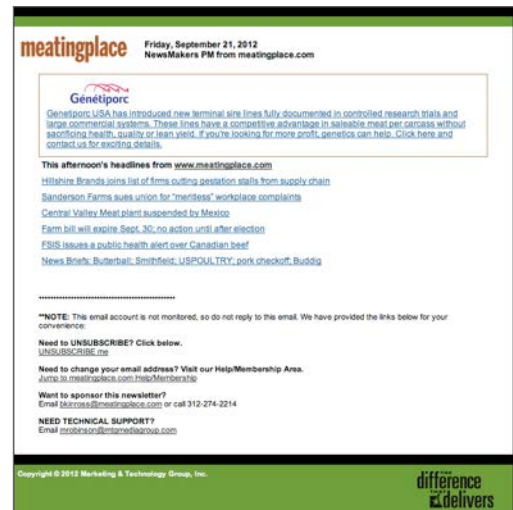 meatingplace
Friday, September 21, 2012
NewsMakers PM from meatingplace.com
Génétiporc
Genetiporc USA has introduced new terminal sire lines fully documented in controlled research trials and
large commercial systems. These lines have a competitive advantage in saleable meat per carcass without
sacrificing health, quality or lean yield. If you're looking for more profit, genetics can help. Click here and
contact us for exciting details.
This afternoon's headlines from www.meatingplace.com
Hillshire Brands joins list of firms cutting gestation stalls from supply chain
Sanderson Farms sues union for "meritless" workplace complaints
Central Valley Meat plant suspended by Mexico
Farm bill will expire Sept. 30; no action until after election
FSIS issues a public health alert over Canadian beef
News Briefs: Butterball; Smithfield; USPOULTRY; pork checkoff; Buddig
**NOTE: This email account is not monitored, so do not reply to this email. We have provided the links below for your
convenience:
Need to UNSUBSCRIBE? Click below.
UNSUBSCRIBE me
Need to change your email address? Visit our Help/Membership Area.
Jump to meatingplace.com Help/Membership
Want to sponsor this newsletter?
Email bkinross@meatingplace.com or call 312-274-2214
NEED TECHNICAL SUPPORT?
Email mrobinson@mtgmediagroup.com
Copyright © 2012 Marketing & Technology Group, Inc.
THE
difference
THAT
delivers